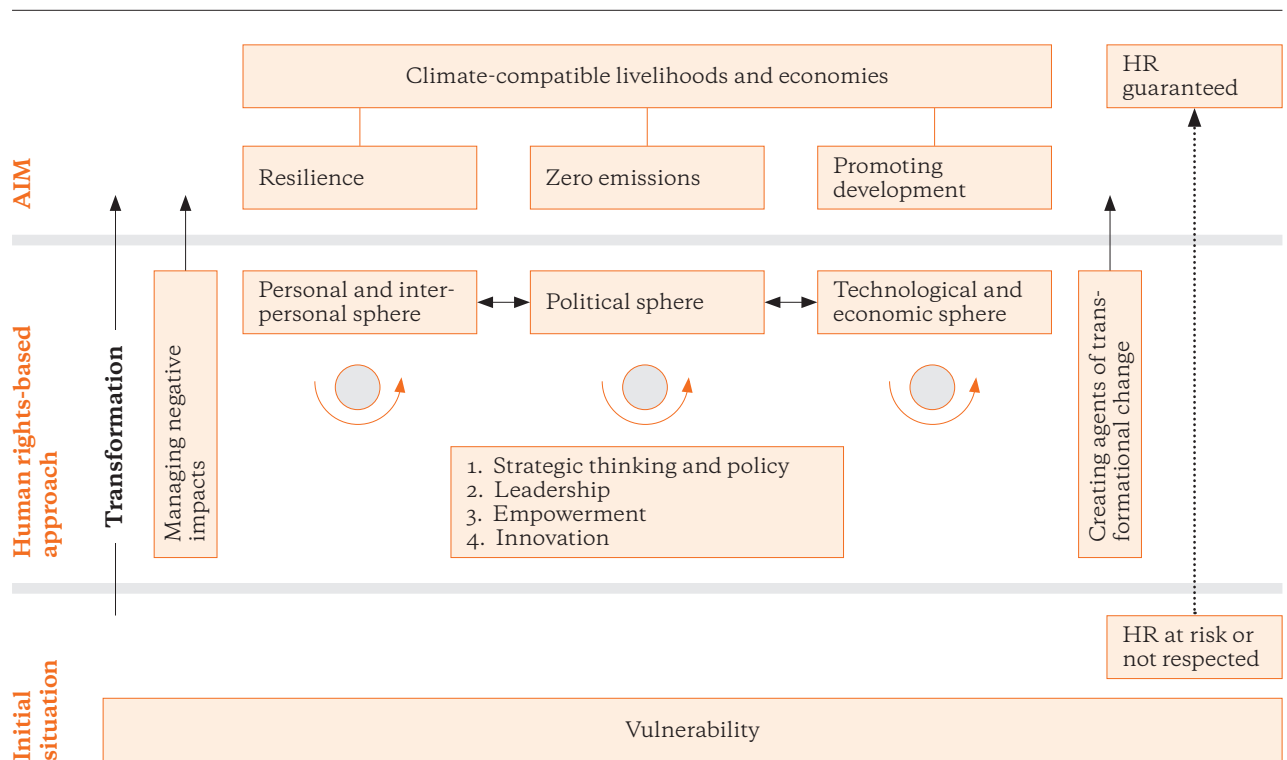 Climate-compatible livelihoods and economies
HR
guaranteed
AIM
Resilience
Zero emissions
Promoting
development
Human rights-based
approach
Transformation
Managing negative
impacts
Personal and inter-
personal sphere
Political sphere
Technological and
economic sphere
1. Strategic thinking and policy
2. Leadership
3. Empowerment
4. Innovation
Creating agents of trans-
formational change
Initial
situation
HR at risk or
not respected
Vulnerability